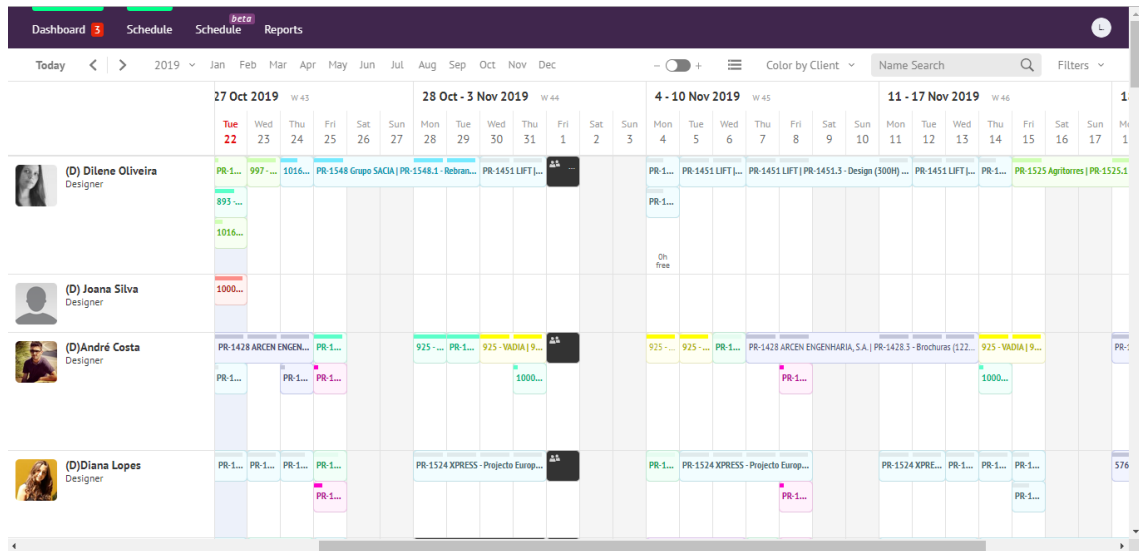 beta
Dashboard 3 Schedule Schedule Reports L
Today 2019 Jan Feb Mar Apr May Jun Jul Aug Sep Oct Nov Dec − + Color by Client Name Search Filters
27 Oct 2019 W 43 28 Oct - 3 Nov 2019 W 44 4 - 10 Nov 2019 W 45 11 - 17 Nov 2019 W 46
Tue Wed Thu Fri Sat Sun Mon Tue Wed Thu Fri Sat Sun Mon Tue Wed Thu Fri Sat Sun Mon Tue Wed Thu Fri Sat Sun
22 23 24 25 26 27 28 29 30 31 1 2 3 4 5 6 7 8 9 10 11 12 13 14 15 16 17
(D) Dilene Oliveira PR-1... 997 -... 1016... PR-1548 Grupo SACIA | PR-1548.1 - Rebran... PR-1451 LIFT |... ... PR-1... PR-1451 LIFT |... PR-1451 LIFT | PR-1451.3 - Design (300H) ... PR-1451 LIFT |... PR-1... PR-1525 Agritorres | PR-1525.1
Designer
893 -... PR-1...
1016...
0h
free
(D) Joana Silva 1000...
Designer
(D)André Costa PR-1428 ARCEN ENGEN... PR-1... 925 -... PR-1... 925 - VADIA | 9... 925 -... 925 -... PR-1... PR-1428 ARCEN ENGENHARIA, S.A. | PR-1428.3 - Brochuras (122... 925 - VADIA | 9...
Designer
PR-1... PR-1... PR-1... 1000... PR-1... 1000...
(D)Diana Lopes PR-1... PR-1... PR-1... PR-1... PR-1524 XPRESS - Projecto Europ... PR-1... PR-1524 XPRESS - Projecto Europ... PR-1524 XPRE... PR-1... PR-1... PR-1... 576
Designer
PR-1... PR-1... PR-1...